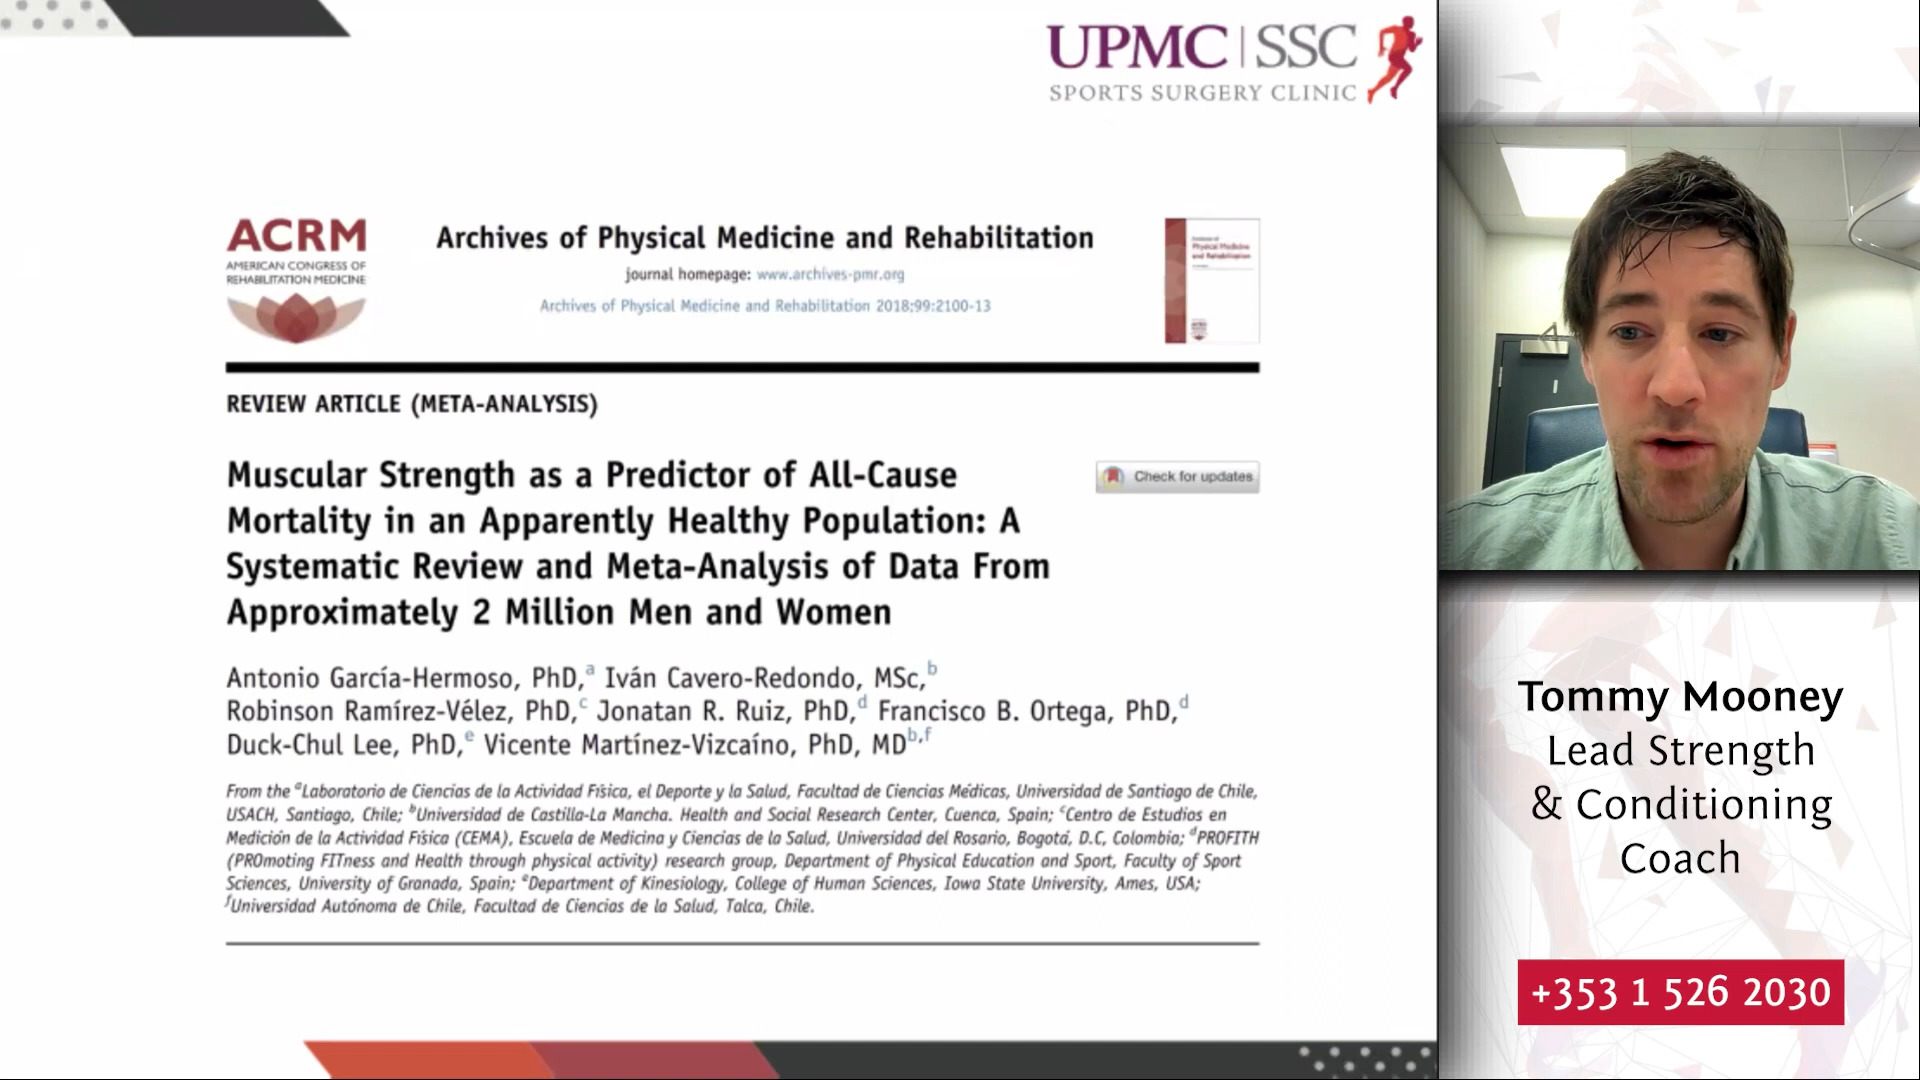 UPMC | SSC
SPORTS SURGERY CLINIC
ACRM
AMERICAN CONGRESS OF
REHABILITATION MEDICINE
Archives of Physical Medicine and Rehabilitation
journal homepage: www.archives-pmr.org
Archives of Physical Medicine and Rehabilitation 2018;99:2100-13
Physical Medicine
and Rehabilitation
REVIEW ARTICLE (META-ANALYSIS)
Muscular Strength as a Predictor of All-Cause
Mortality in an Apparently Healthy Population: A
Systematic Review and Meta-Analysis of Data From
Approximately 2 Million Men and Women
Check for updates
Antonio García-Hermoso, PhD,a Iván Cavero-Redondo, MSc,b
Robinson Ramírez-Vélez, PhD,c Jonatan R. Ruiz, PhD,d Francisco B. Ortega, PhD,d
Duck-Chul Lee, PhD,e Vicente Martínez-Vizcaíno, PhD, MDb,f
From the aLaboratorio de Ciencias de la Actividad Física, el Deporte y la Salud, Facultad de Ciencias Médicas, Universidad de Santiago de Chile,
USACH, Santiago, Chile; bUniversidad de Castilla-La Mancha. Health and Social Research Center, Cuenca, Spain; cCentro de Estudios en
Medición de la Actividad Física (CEMA), Escuela de Medicina y Ciencias de la Salud, Universidad del Rosario, Bogotá, D.C, Colombia; dPROFITH
(PROmoting FITness and Health through physical activity) research group, Department of Physical Education and Sport, Faculty of Sport
Sciences, University of Granada, Spain; eDepartment of Kinesiology, College of Human Sciences, Iowa State University, Ames, USA;
fUniversidad Autónoma de Chile, Facultad de Ciencias de la Salud, Talca, Chile.
Tommy Mooney
Lead Strength
& Conditioning
Coach
+353 1 526 2030